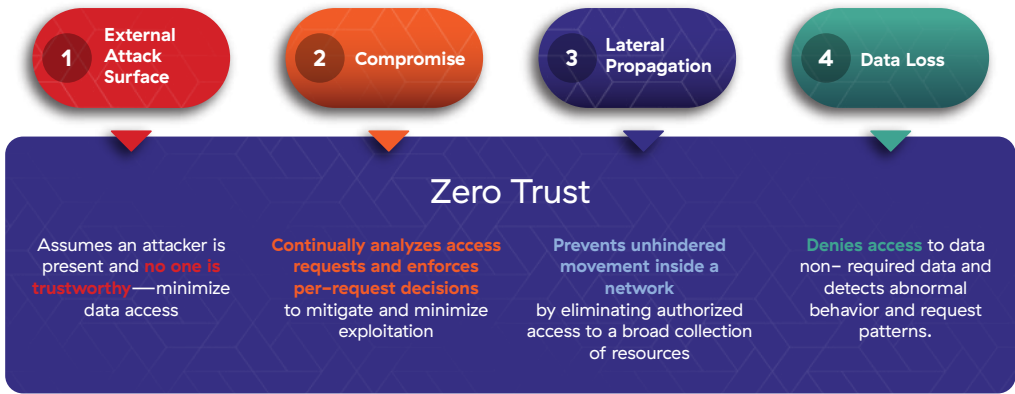 1
External
Attack
Surface
2
Compromise
3
Lateral
Propagation
4
Data Loss
Zero Trust
Assumes an attacker is
present and no one is
trustworthy—minimize
data access
Continually analyzes access
requests and enforces
per-request decisions
to mitigate and minimize
exploitation
Prevents unhindered
movement inside a
network
by eliminating authorized
access to a broad collection
of resources
Denies access to data
non- required data and
detects abnormal
behavior and request
patterns.